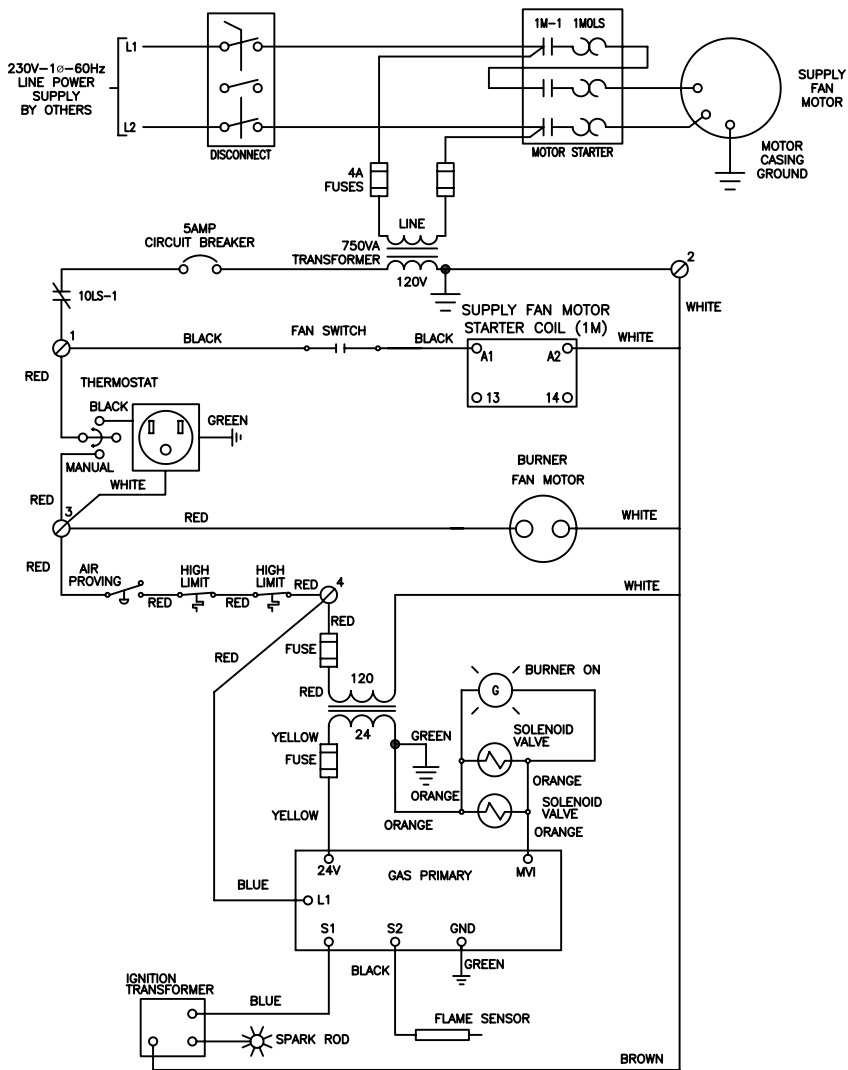 1M-1 1MOLS
L1
230V-1ø-60Hz
LINE POWER
SUPPLY
BY OTHERS
L2
DISCONNECT
MOTOR STARTER
SUPPLY
FAN
MOTOR
MOTOR
CASING
GROUND
4A
FUSES
5AMP
CIRCUIT BREAKER
LINE
750VA
TRANSFORMER
120V
2
WHITE
10LS-1
SUPPLY FAN MOTOR
STARTER COIL (1M)
1
BLACK
FAN SWITCH
BLACK
A1
A2
WHITE
13
14
RED
THERMOSTAT
BLACK
GREEN
MANUAL
WHITE
RED
3
RED
BURNER
FAN MOTOR
WHITE
RED
AIR
PROVING
RED
HIGH
LIMIT
RED
HIGH
LIMIT
RED
4
WHITE
RED
FUSE
RED
RED
120
24
BURNER ON
G
YELLOW
FUSE
GREEN
SOLENOID
VALVE
ORANGE
ORANGE
SOLENOID
VALVE
YELLOW
ORANGE
ORANGE
24V
GAS PRIMARY
MVI
BLUE
L1
S1
S2
GND
BLACK
GREEN
IGNITION
TRANSFORMER
BLUE
FLAME SENSOR
SPARK ROD
BROWN